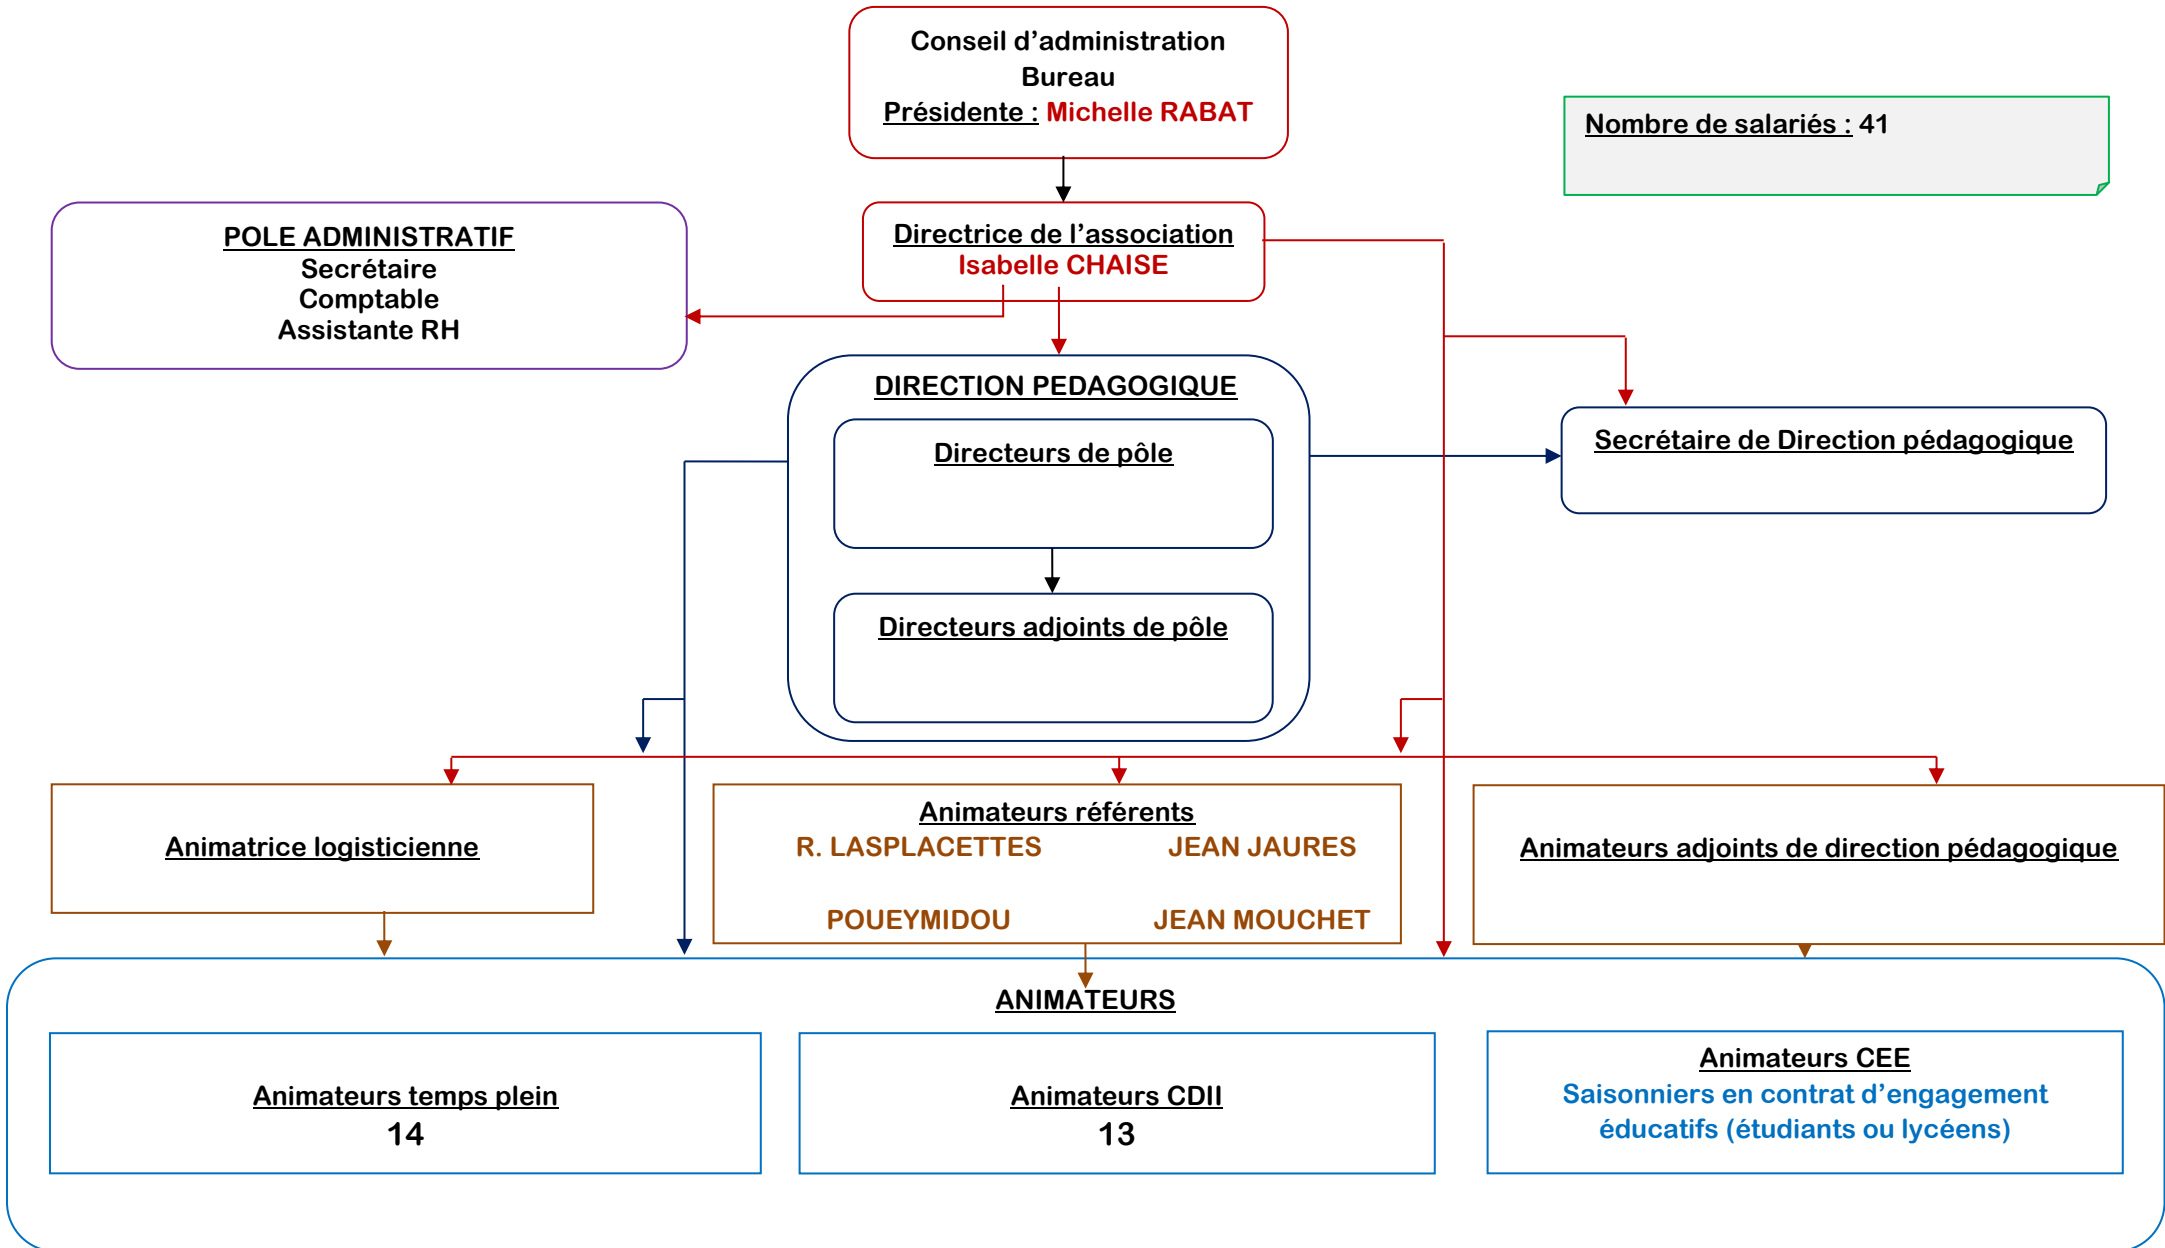 Conseil d'administration
Bureau
Présidente : Michelle RABAT
Nombre de salariés : 41
POLE ADMINISTRATIF
Secrétaire
Comptable
Assistante RH
Directrice de l'association
Isabelle CHAISE
DIRECTION PEDAGOGIQUE
Directeurs de pôle
Secrétaire de Direction pédagogique
Directeurs adjoints de pôle
Animatrice logisticienne
Animateurs référents
R. LASPLACETTES JEAN JAURES
POUEYMIDOU JEAN MOUCHET
Animateurs adjoints de direction pédagogique
ANIMATEURS
Animateurs temps plein
14
Animateurs CDII
13
Animateurs CEE
Saisonniers en contrat d'engagement
éducatifs (étudiants ou lycéens)